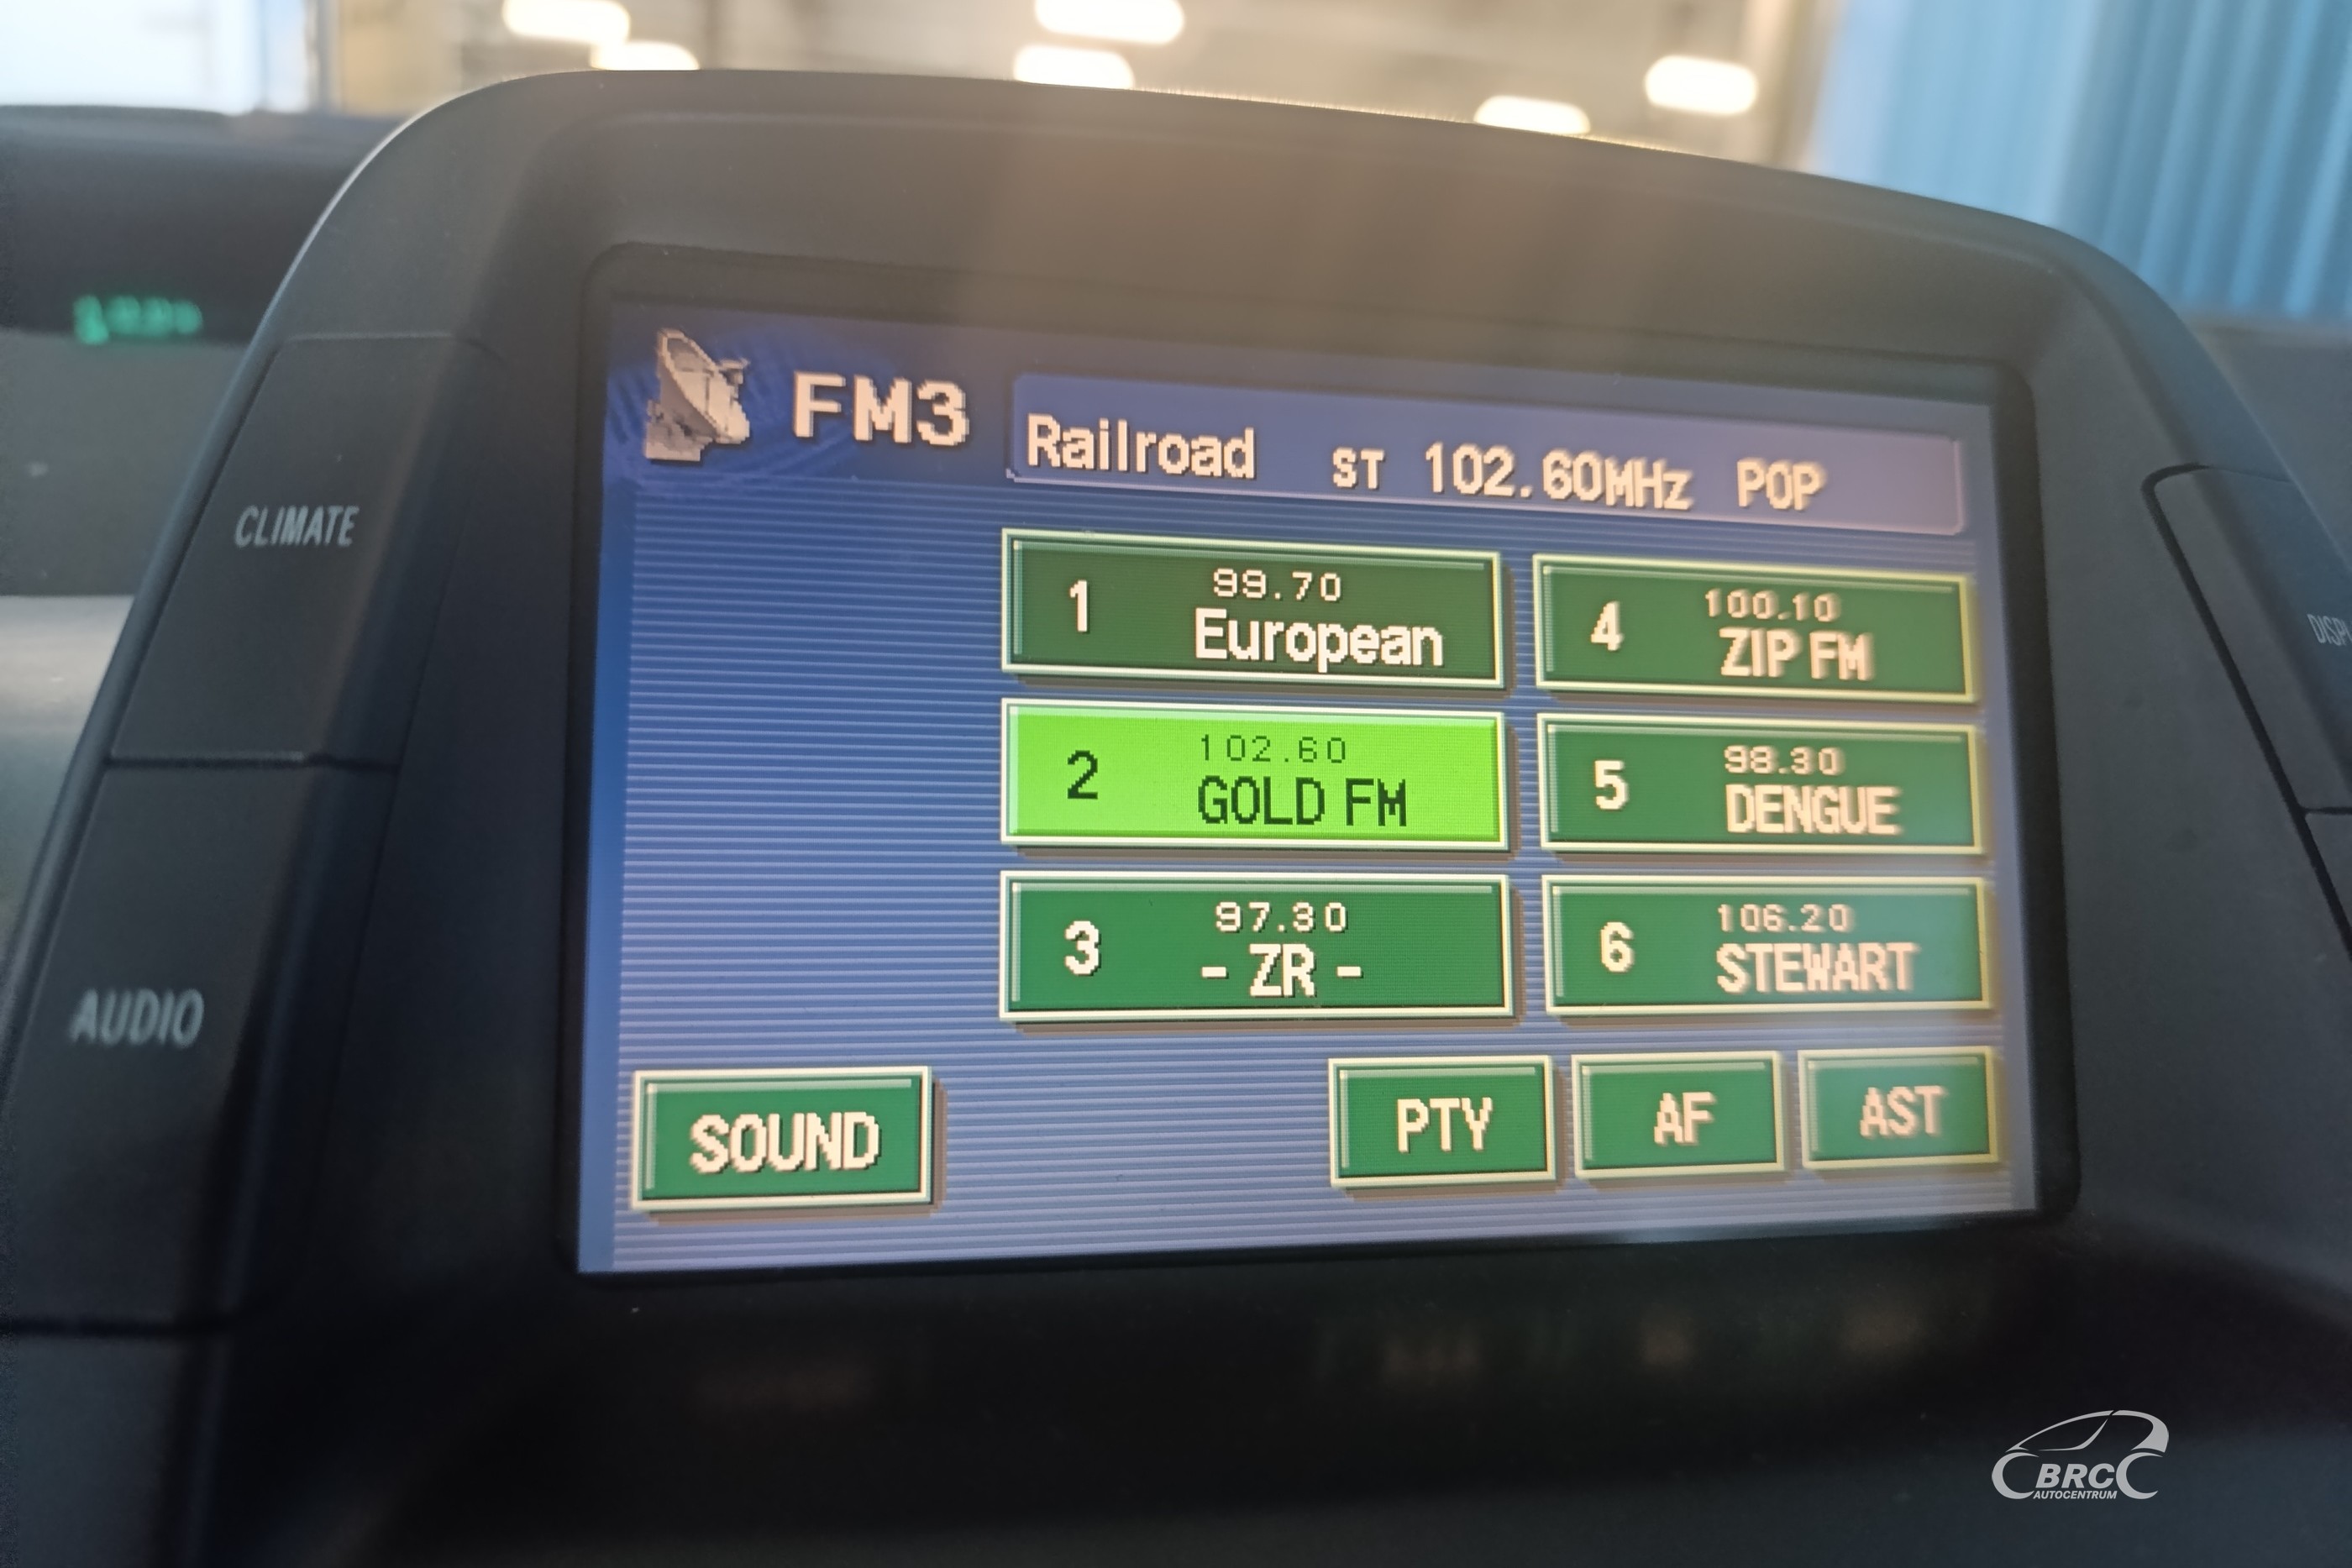 FM3
Railroad ST 102.60MHz POP
CLIMATE
1 99.70
European
4 100.10
ZIP FM
2 102.60
GOLD FM
5 98.30
DENGUE
3 97.30
- ZR -
6 106.20
STEWART
AUDIO
SOUND
PTY
AF
AST
BRC
AUTOCENTRUM